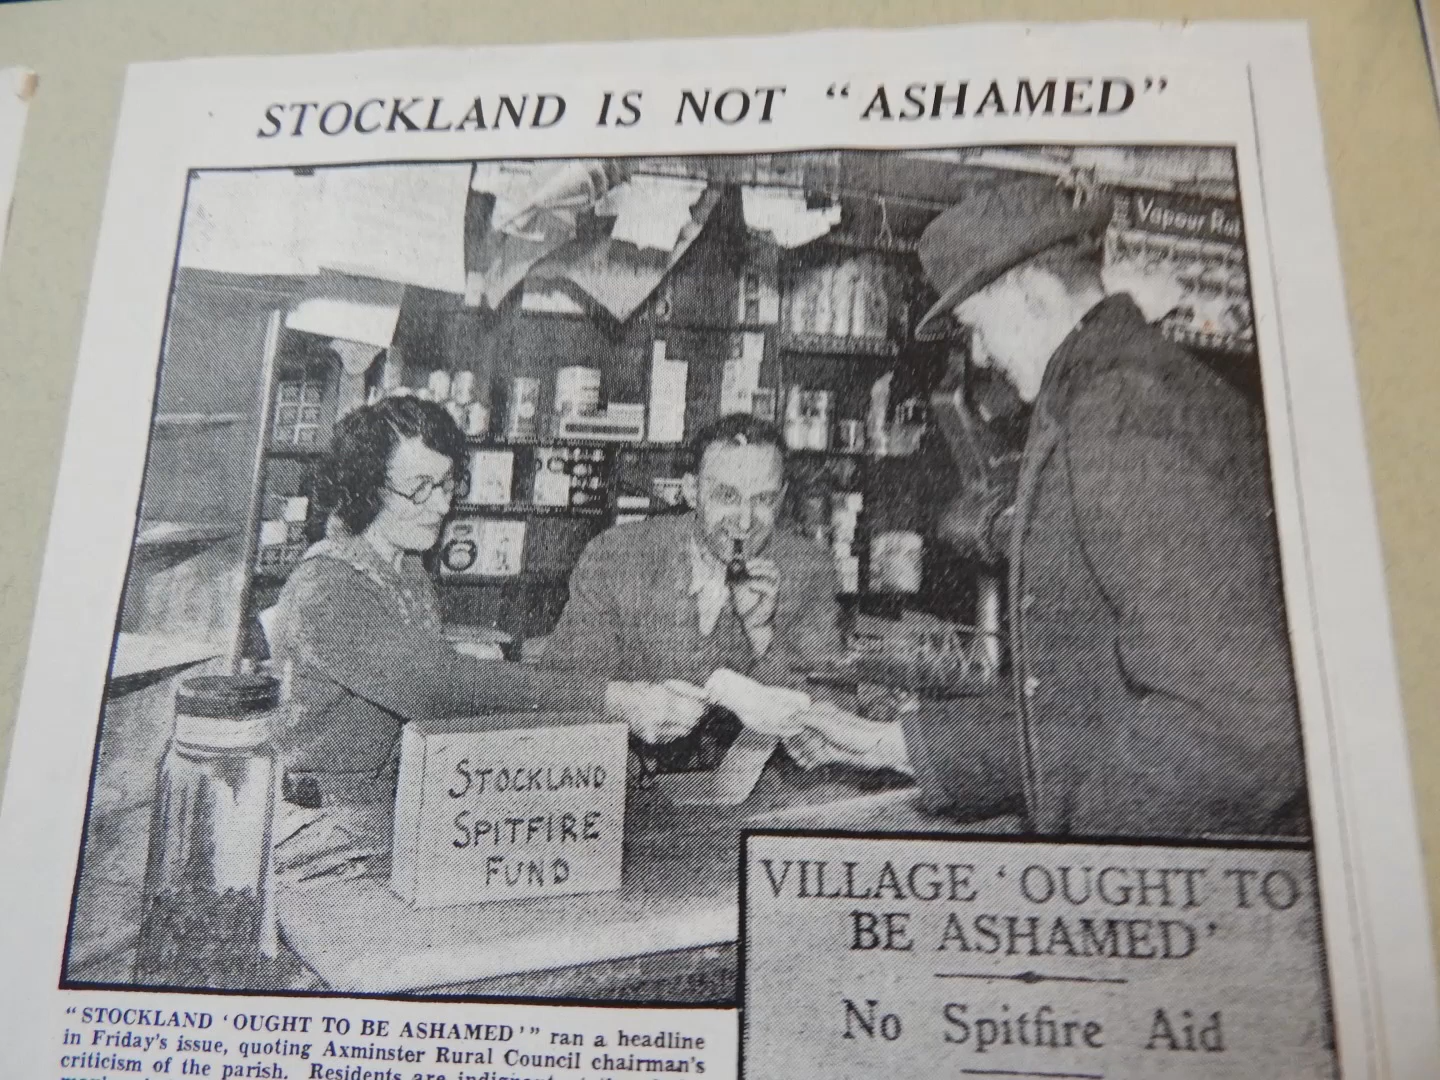 STOCKLAND IS NOT "ASHAMED"
Vapour
STOCKLAND
SPITFIRE
FUND
VILLAGE 'OUGHT TO
BE ASHAMED'
No Spitfire Aid
"STOCKLAND 'OUGHT TO BE ASHAMED'" ran a headline
in Friday's issue, quoting Axminster Rural Council chairman's
criticism of the parish. Residents are indignant